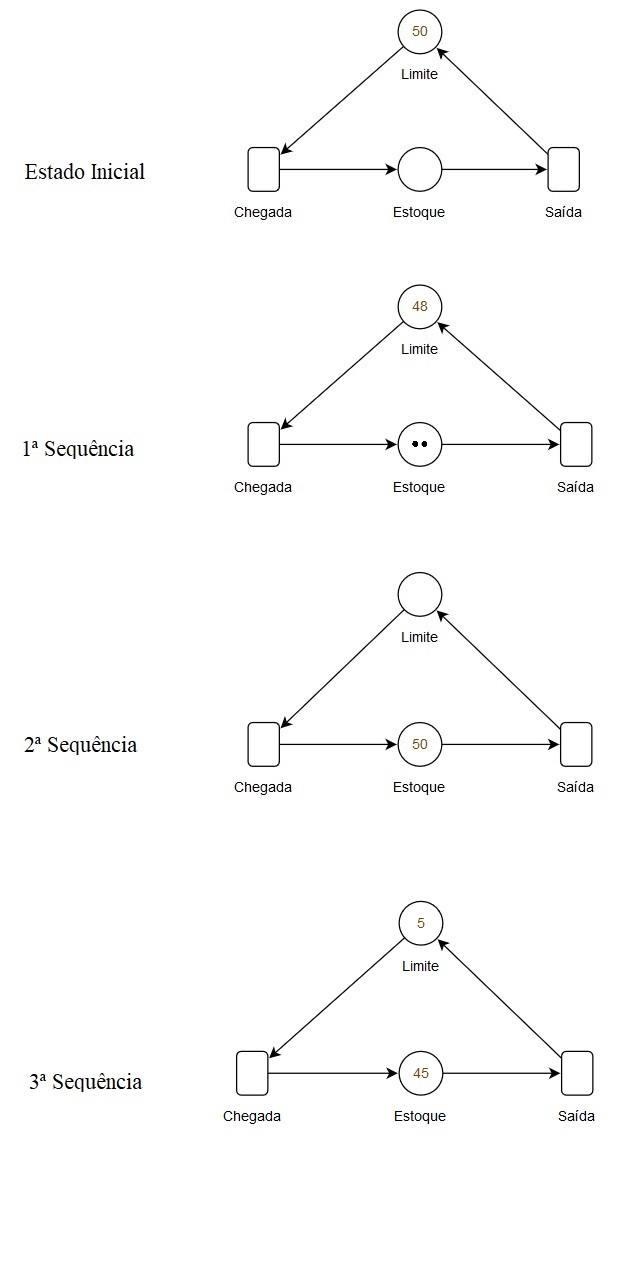 50
Limite
Estado Inicial
Chegada
Estoque
Saída
48
Limite
1ª Sequência
Chegada
Estoque
Saída
Limite
2ª Sequência
50
Chegada
Estoque
Saída
5
Limite
3ª Sequência
45
Chegada
Estoque
Saída